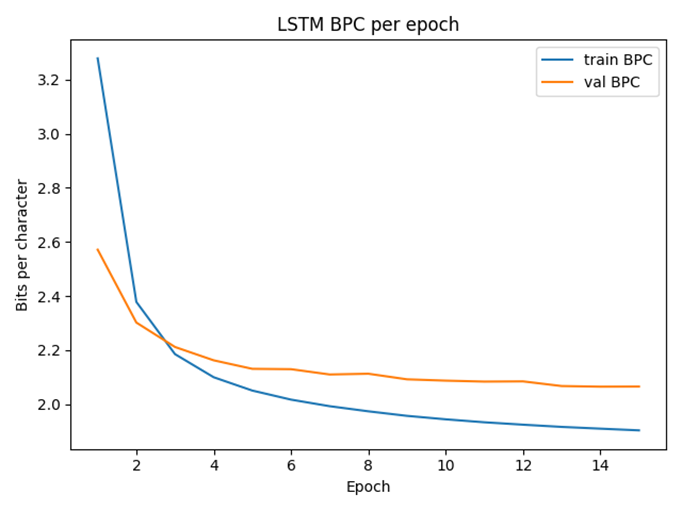 LSTM BPC per epoch
train BPC
val BPC
Bits per character
3.2
3.0
2.8
2.6
2.4
2.2
2.0
2 4 6 8 10 12 14
Epoch